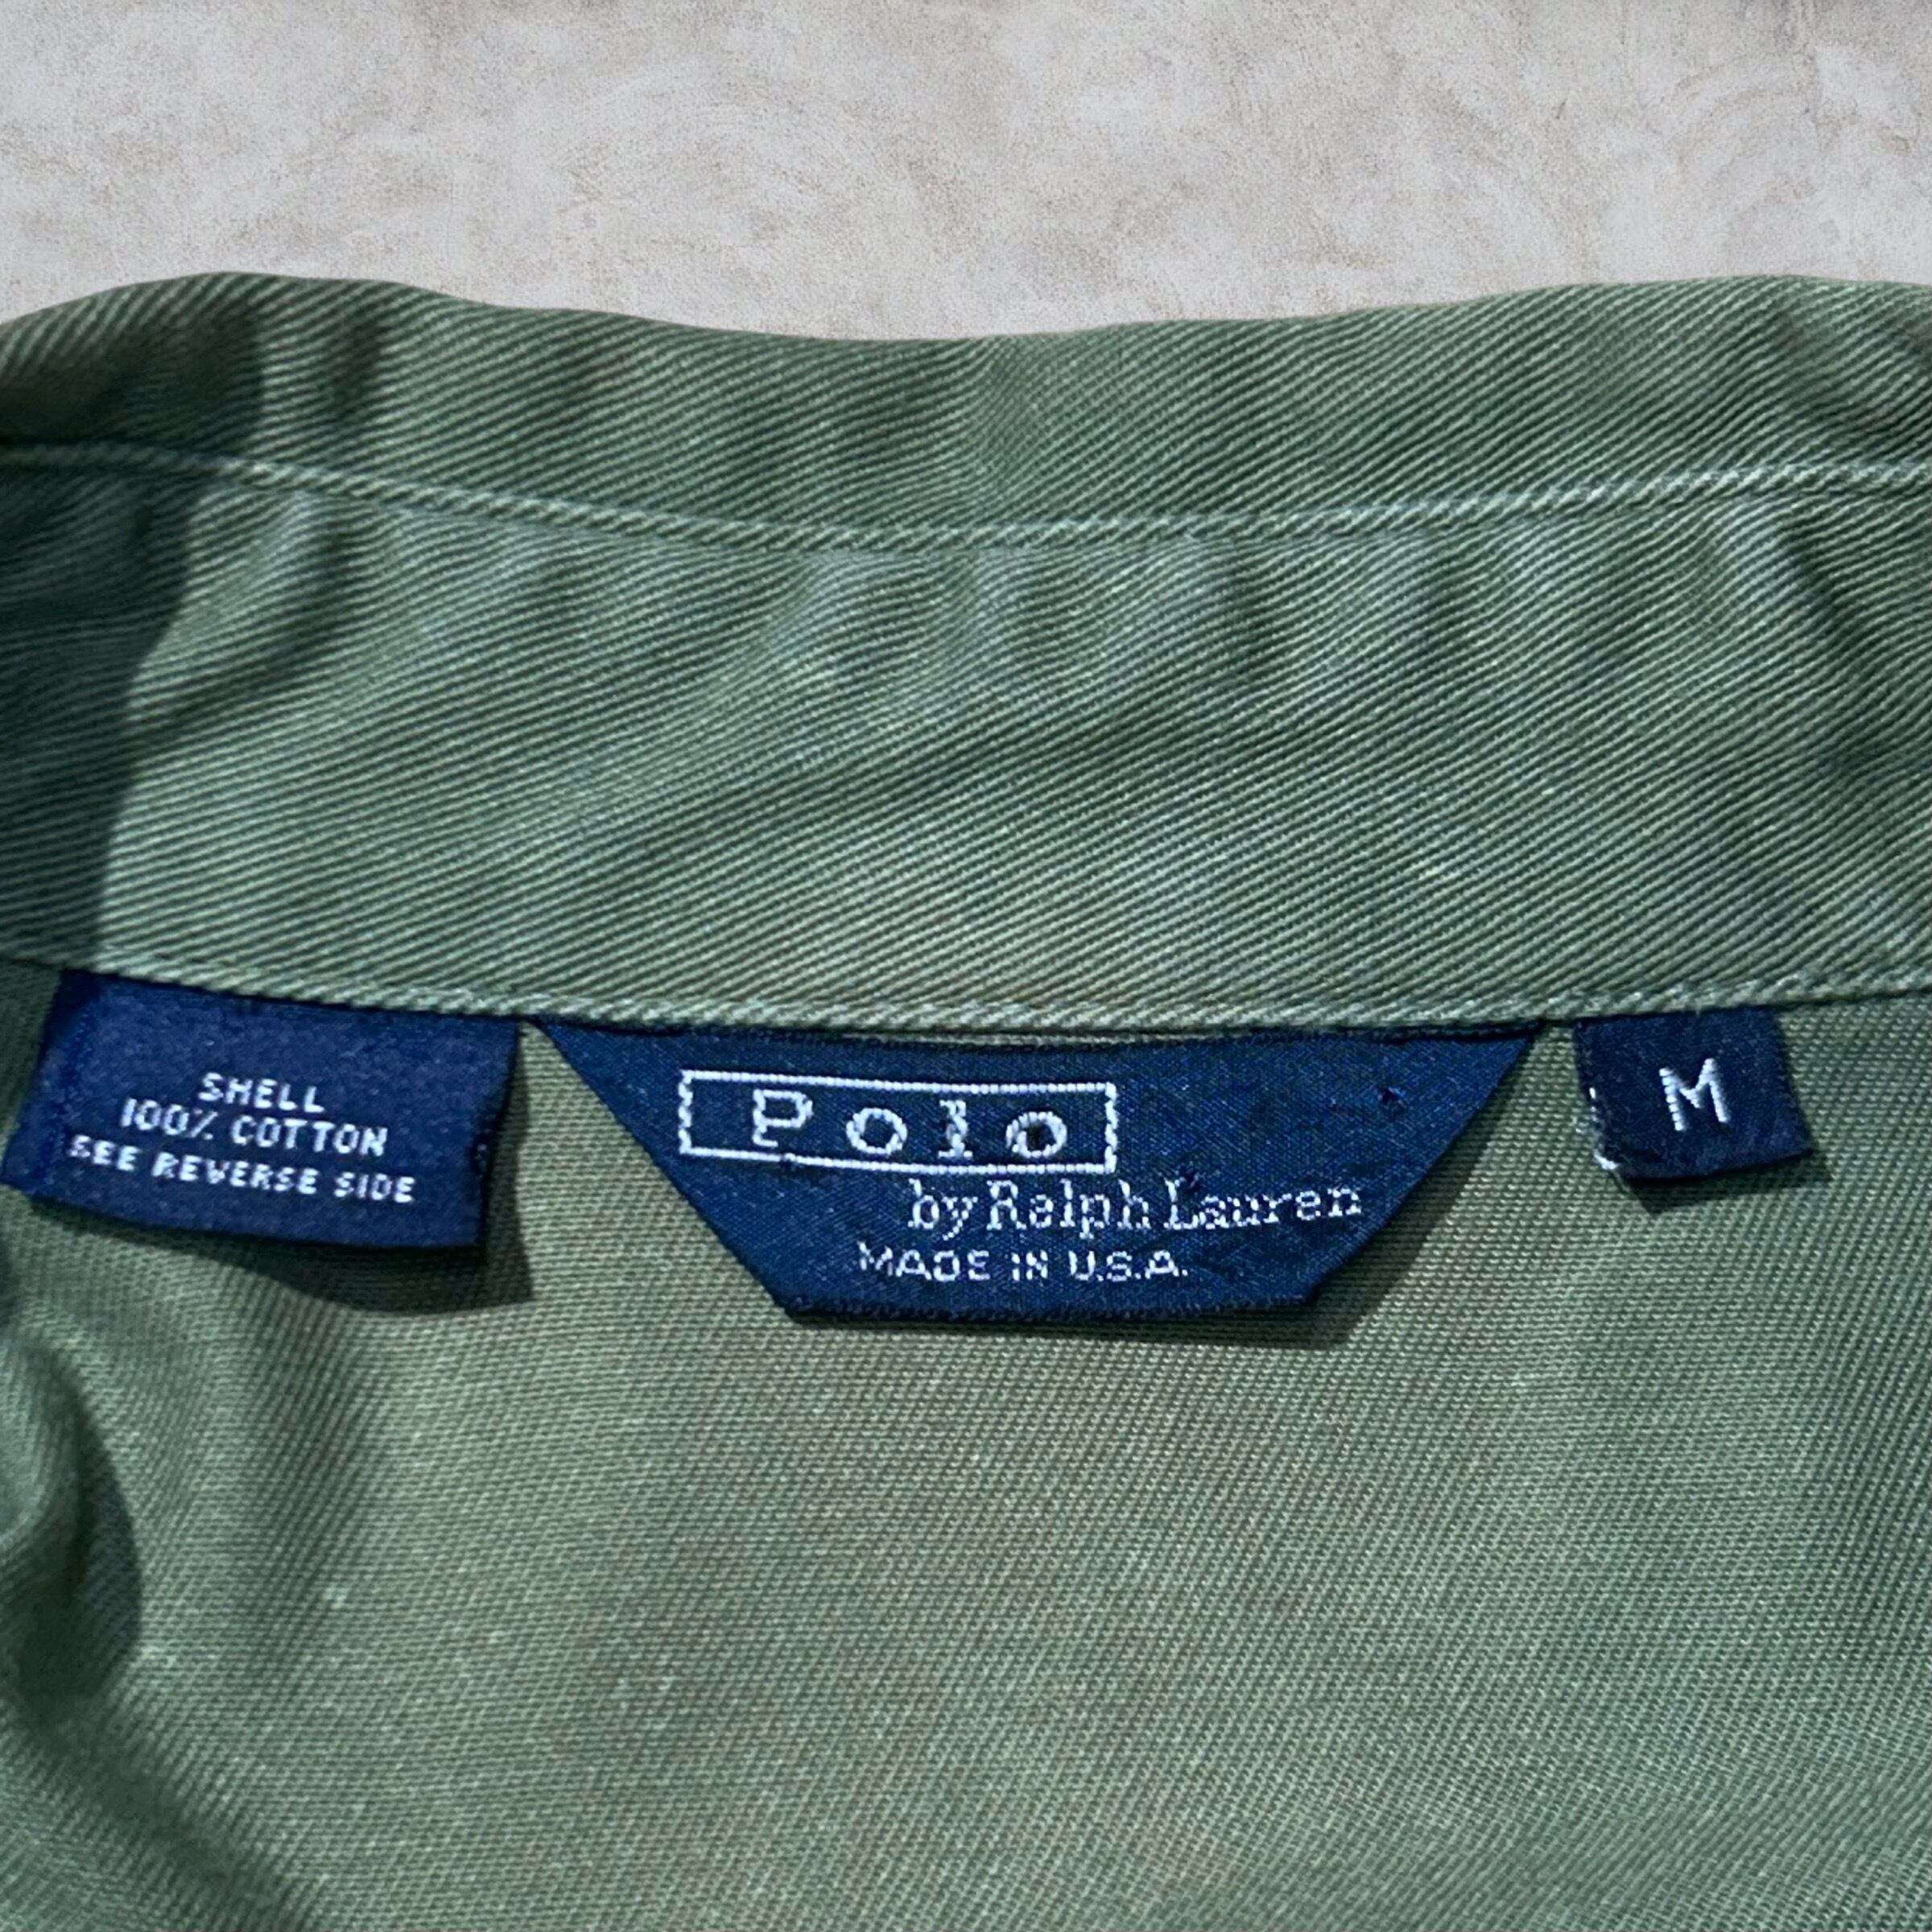 SHELL
100% COTTON
SEE REVERSE SIDE
Polo
by Ralph Lauren
MADE IN U.S.A.
M